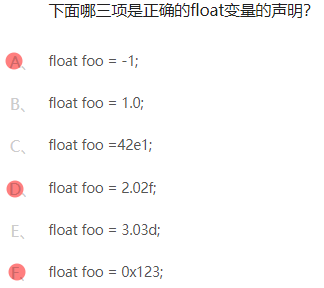 下面哪三项是正确的float变量的声明?
A、 float foo = -1;
B、 float foo = 1.0;
C、 float foo =42e1;
D、 float foo = 2.02f;
E、 float foo = 3.03d;
F、 float foo = 0x123;